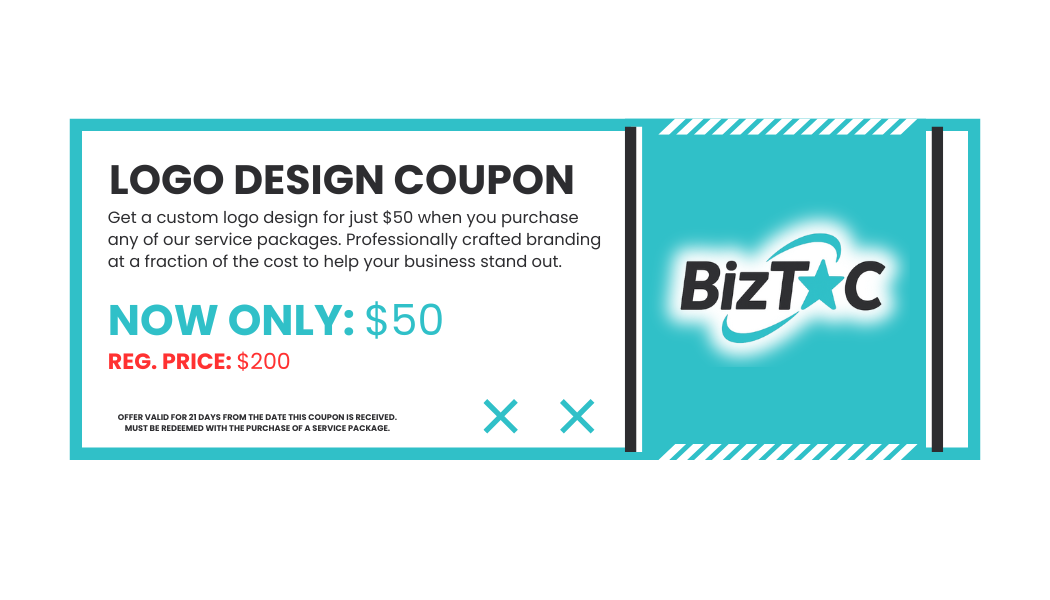 LOGO DESIGN COUPON
Get a custom logo design for just $50 when you purchase
any of our service packages. Professionally crafted branding
at a fraction of the cost to help your business stand out.
NOW ONLY: $50
REG. PRICE: $200
OFFER VALID FOR 21 DAYS FROM THE DATE THIS COUPON IS RECEIVED.
MUST BE REDEEMED WITH THE PURCHASE OF A SERVICE PACKAGE.
BizT★C